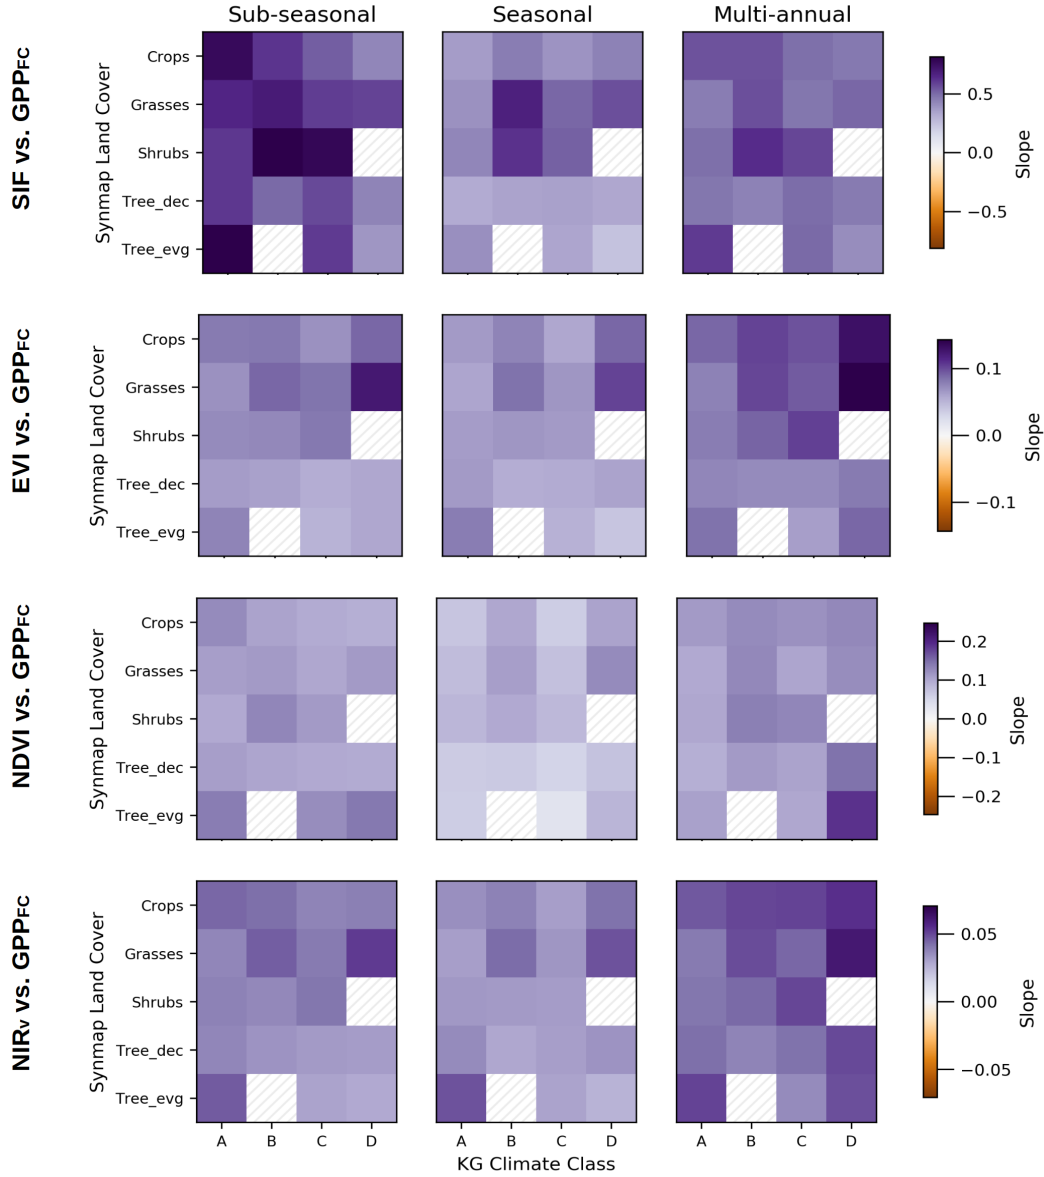 Sub-seasonal Seasonal Multi-annual
SIF vs. GPPFC
Synmap Land Cover
Crops
Grasses
Shrubs
Tree_dec
Tree_evg
0.5
0.0
−0.5
Slope
EVI vs. GPPFC
Synmap Land Cover
Crops
Grasses
Shrubs
Tree_dec
Tree_evg
0.1
0.0
−0.1
Slope
NDVI vs. GPPFC
Synmap Land Cover
Crops
Grasses
Shrubs
Tree_dec
Tree_evg
0.2
0.1
0.0
−0.1
−0.2
Slope
NIRv vs. GPPFC
Synmap Land Cover
Crops
Grasses
Shrubs
Tree_dec
Tree_evg
0.05
0.00
−0.05
Slope
A B C D A B C D A B C D
KG Climate Class